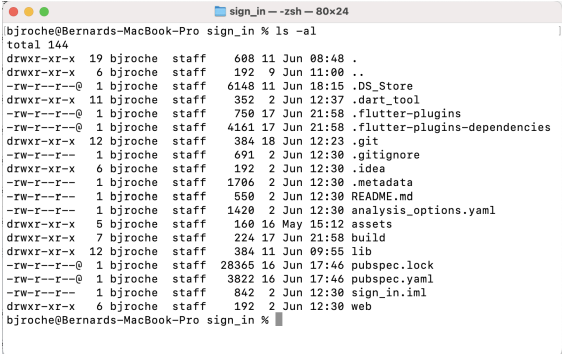 sign_in — -zsh — 80×24
bjroche@Bernards-MacBook-Pro sign_in % ls -al
total 144
drwxr-xr-x  19 bjroche  staff    608 11 Jun 08:48 .
drwxr-xr-x   6 bjroche  staff    192  9 Jun 11:00 ..
-rw-r--r--@  1 bjroche  staff   6148 11 Jun 18:15 .DS_Store
drwxr-xr-x  11 bjroche  staff    352  2 Jun 12:37 .dart_tool
-rw-r--r--@  1 bjroche  staff    750 17 Jun 21:58 .flutter-plugins
-rw-r--r--@  1 bjroche  staff   4161 17 Jun 21:58 .flutter-plugins-dependencies
drwxr-xr-x  12 bjroche  staff    384 18 Jun 12:23 .git
-rw-r--r--   1 bjroche  staff    691  2 Jun 12:30 .gitignore
drwxr-xr-x   6 bjroche  staff    192  2 Jun 12:30 .idea
-rw-r--r--   1 bjroche  staff   1706  2 Jun 12:30 .metadata
-rw-r--r--   1 bjroche  staff    550  2 Jun 12:30 README.md
-rw-r--r--   1 bjroche  staff   1420  2 Jun 12:30 analysis_options.yaml
drwxr-xr-x   5 bjroche  staff    160 16 May 15:12 assets
drwxr-xr-x   7 bjroche  staff    224 17 Jun 21:58 build
drwxr-xr-x  12 bjroche  staff    384 11 Jun 09:55 lib
-rw-r--r--@  1 bjroche  staff  28365 16 Jun 17:46 pubspec.lock
-rw-r--r--@  1 bjroche  staff   3822 16 Jun 17:46 pubspec.yaml
-rw-r--r--   1 bjroche  staff    842  2 Jun 12:30 sign_in.iml
drwxr-xr-x   6 bjroche  staff    192  2 Jun 12:30 web
bjroche@Bernards-MacBook-Pro sign_in %